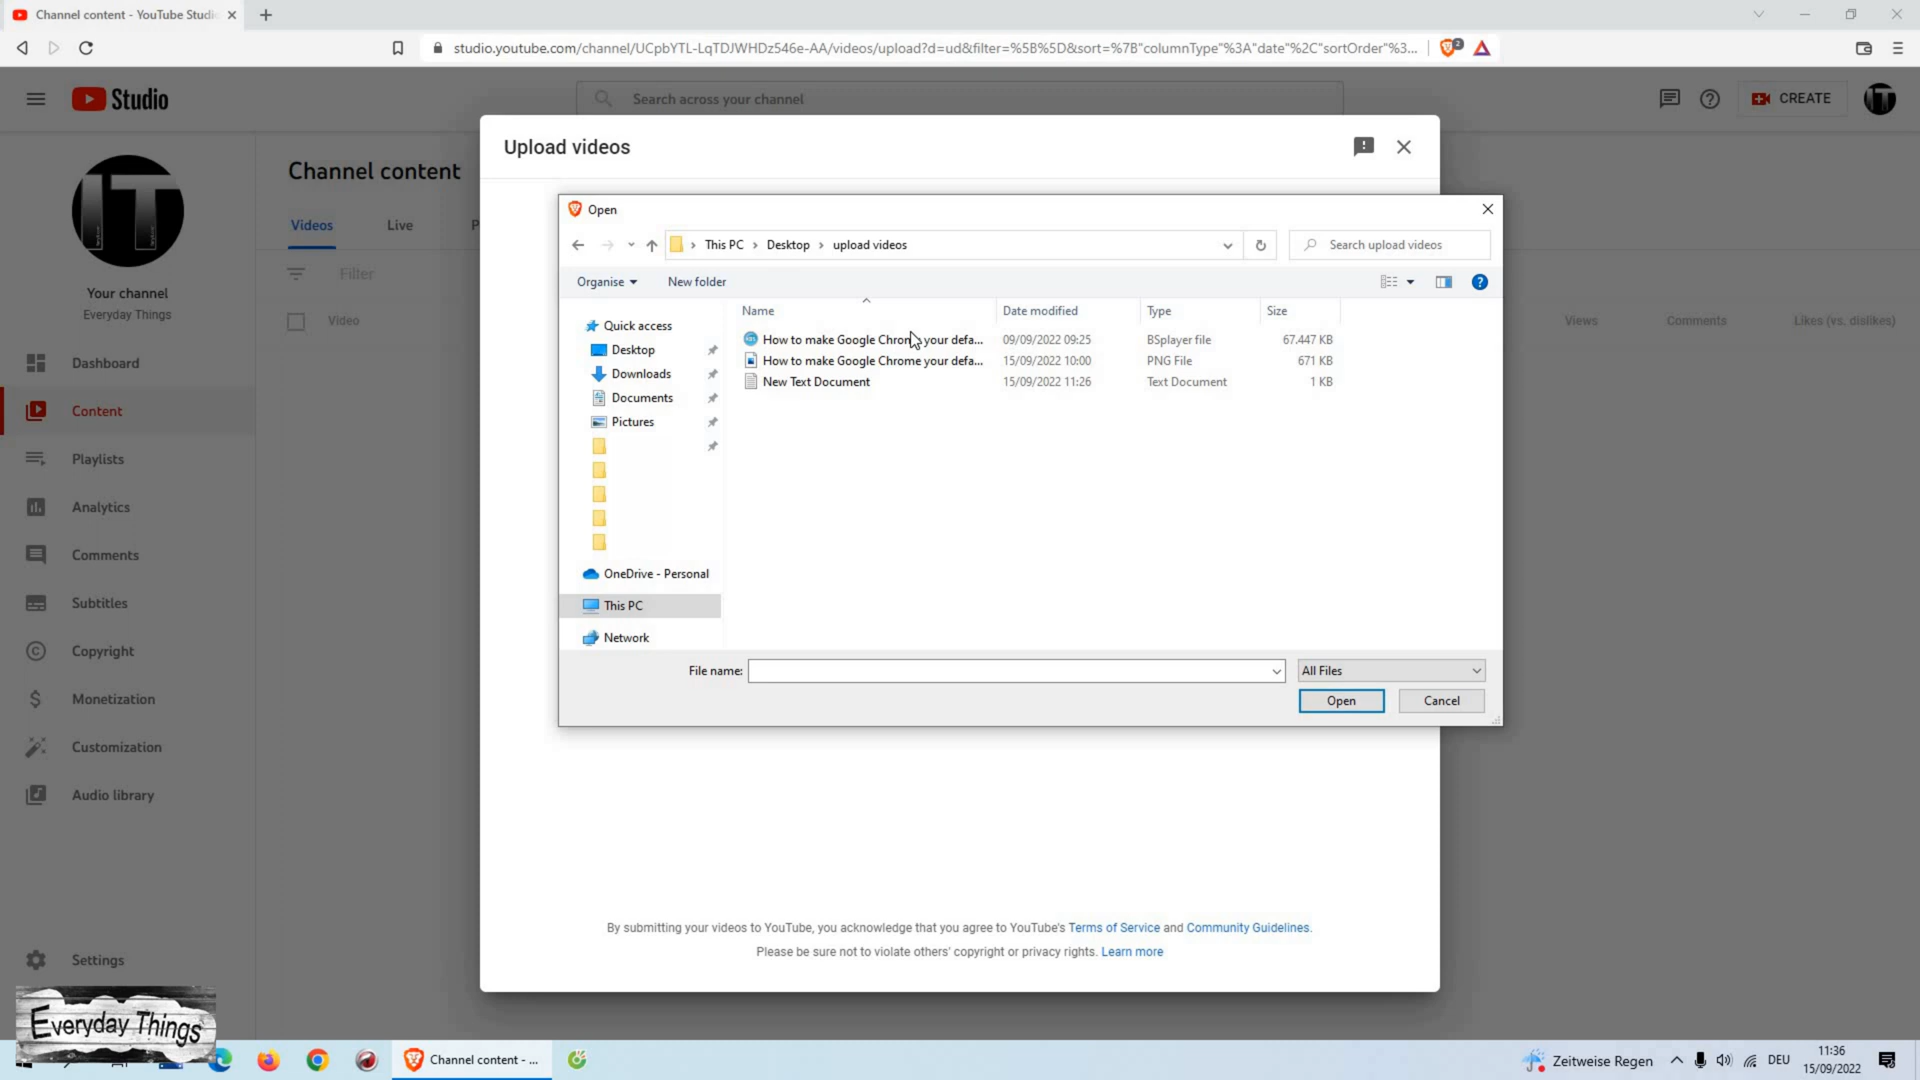 Channel content - YouTube Studi
studio.youtube.com/channel/UCpbYTL-LqTDJWHDz546e-AA/videos/upload?d=ud&filter=%5B%5D&sort=%7B"columnType"%3A"date"%2C"sortOrder"%3...
2
Studio
Search across your channel
CREATE
IT
Your channel
Everyday Things
Dashboard
Content
Playlists
Analytics
Comments
Subtitles
Copyright
Monetization
Customization
Audio library
Settings
Channel content
Videos
Live
P
Filter
Video
Views
Comments
Likes (vs. dislikes)
Upload videos
Open
This PC > Desktop > upload videos
Search upload videos
Organise
New folder
Quick access
Desktop
Downloads
Documents
Pictures
OneDrive - Personal
This PC
Network
Name Date modified Type Size
How to make Google Chrome your defa... 09/09/2022 09:25 BSplayer file 67.447 KB
How to make Google Chrome your defa... 15/09/2022 10:00 PNG File 671 KB
New Text Document 15/09/2022 11:26 Text Document 1 KB
File name:
All Files
Open
Cancel
By submitting your videos to YouTube, you acknowledge that you agree to YouTube's Terms of Service and Community Guidelines.
Please be sure not to violate others' copyright or privacy rights. Learn more
Everyday Things
Channel content - ...
Zeitweise Regen
DEU
11:36
15/09/2022